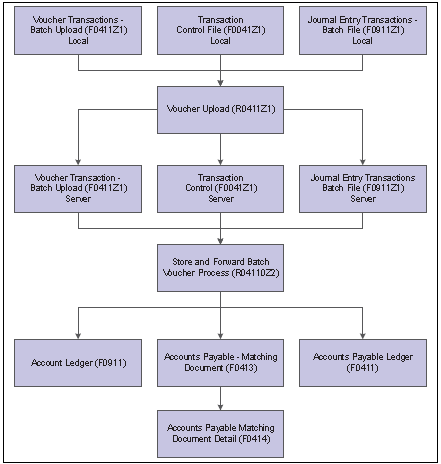 Voucher Transactions -
Batch Upload (F0411Z1)
Local
Transaction
Control File (F0041Z1)
Local
Journal Entry Transactions -
Batch File (F0911Z1)
Local
Voucher Upload (R0411Z1)
Voucher Transaction -
Batch Upload (F0411Z1)
Server
Transaction
Control (F0041Z1)
Server
Journal Entry Transactions
Batch File (F0911Z1)
Server
Store and Forward Batch
Voucher Process (R04110Z2)
Account Ledger (F0911)
Accounts Payable - Matching
Document (F0413)
Accounts Payable Ledger
(F0411)
Accounts Payable Matching
Document Detail (F0414)